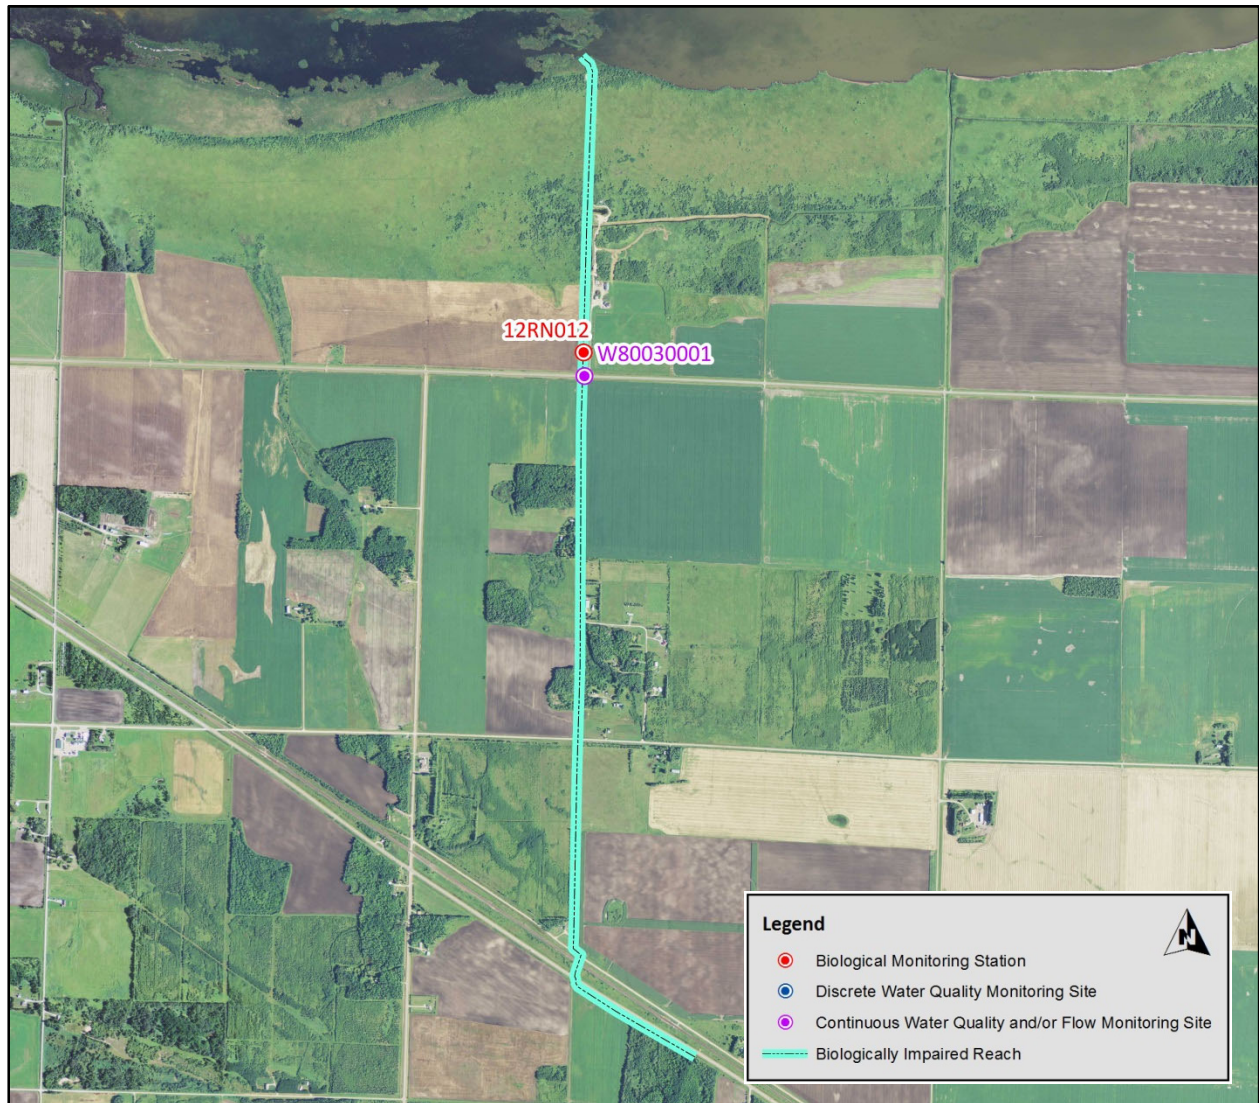 12RN012
W80030001
Legend
N
Biological Monitoring Station
Discrete Water Quality Monitoring Site
Continuous Water Quality and/or Flow Monitoring Site
Biologically Impaired Reach